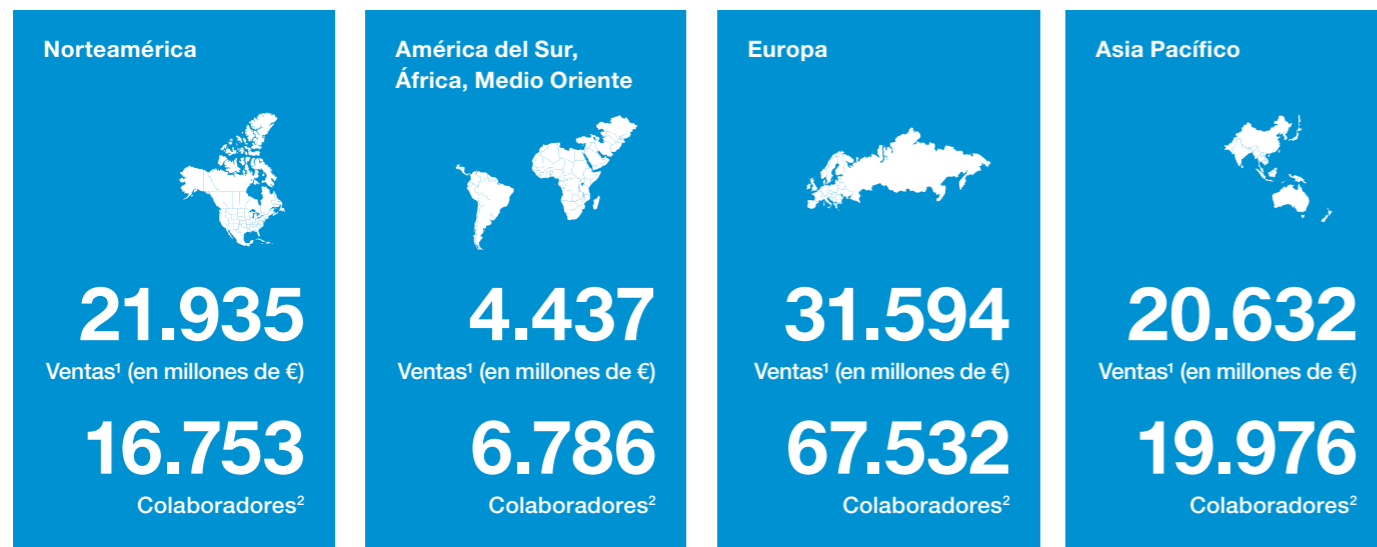 Norteamérica
21.935
Ventas¹ (en millones de €)
16.753
Colaboradores²
América del Sur,
África, Medio Oriente
4.437
Ventas¹ (en millones de €)
6.786
Colaboradores²
Europa
31.594
Ventas¹ (en millones de €)
67.532
Colaboradores²
Asia Pacífico
20.632
Ventas¹ (en millones de €)
19.976
Colaboradores²